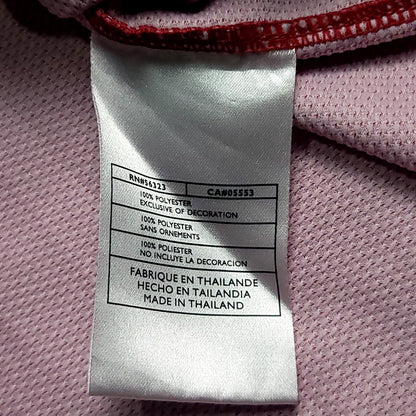 RN#56323 CA#05553
100% POLYESTER
EXCLUSIVE OF DECORATION
100% POLYESTER
SANS ORNEMENTS
100% POLIESTER
NO INCLUYE LA DECORACION
FABRIQUE EN THAILANDE
HECHO EN TAILANDIA
MADE IN THAILAND